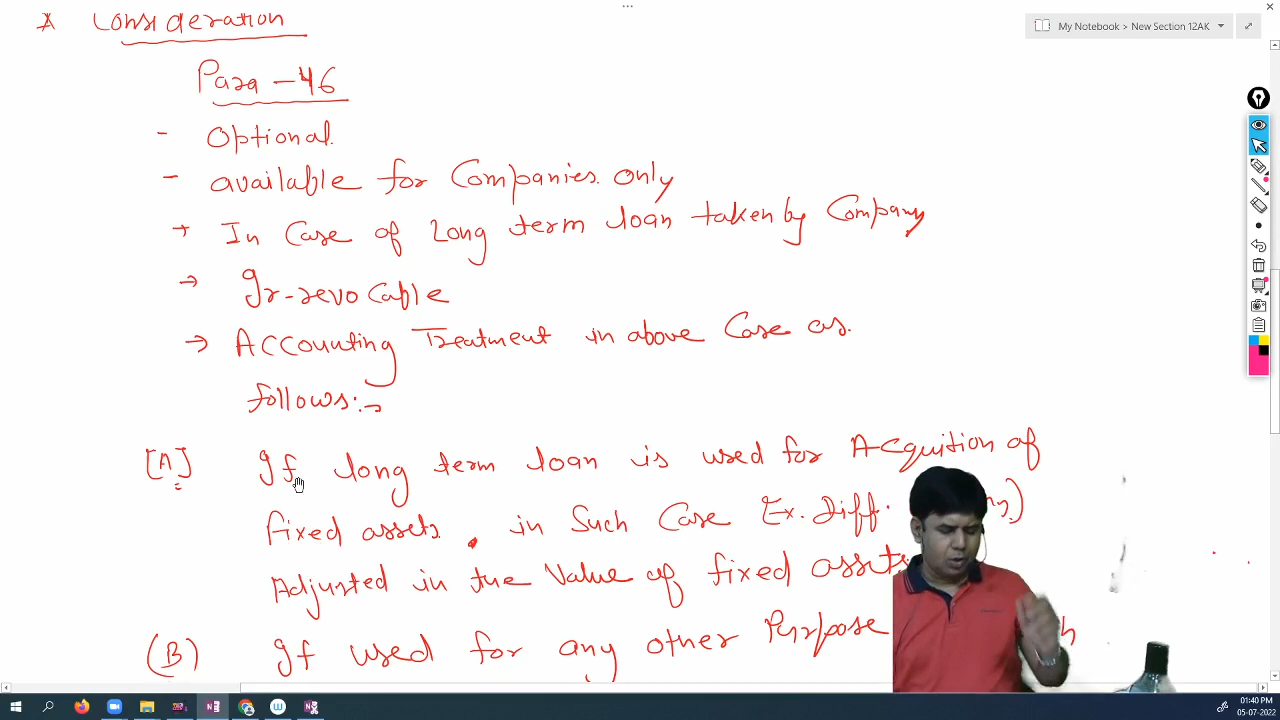 My Notebook > New Section 12AK
* Consideration
Para - 46
- Optional.
- available for Companies. only
→ In Case of Long term loan taken by Company
→ Ir-revocable
→ Accounting Treatment in above Case as.
follows:-
[A] If long term loan is used for Acquition of
fixed assets. in Such Case Ex. Diff.
Adjusted in the Value of fixed assets
(B) If used for any other Purpose
01:40 PM
05-07-2022